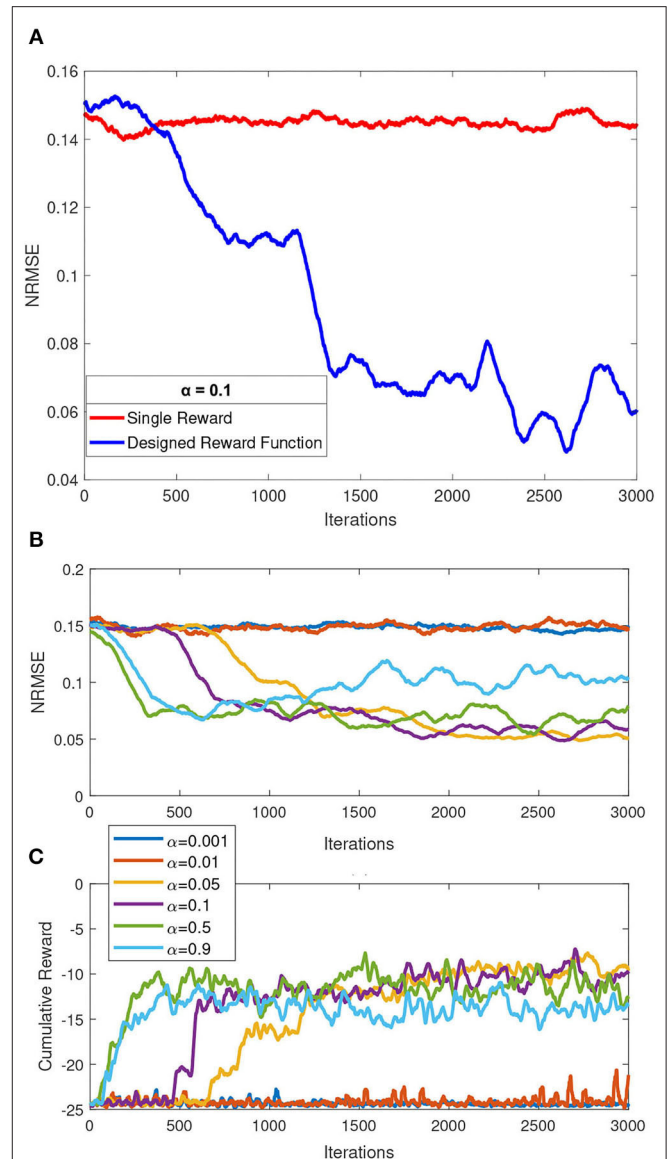 A
0.16
0.14
0.12
0.1
0.08
0.06
0.04
NRMSE
α = 0.1
Single Reward
Designed Reward Function
0 500 1000 1500 2000 2500 3000
Iterations
B
0.2
0.15
0.1
0.05
0
NRMSE
0 500 1000 1500 2000 2500 3000
Iterations
α=0.001
α=0.01
α=0.05
α=0.1
α=0.5
α=0.9
C
0
-5
-10
-15
-20
-25
Cumulative Reward
0 500 1000 1500 2000 2500 3000
Iterations